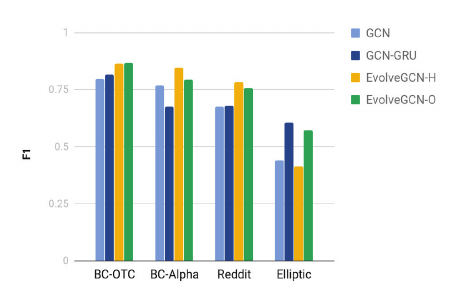 1
0.75
0.5
0.25
0
F1
BC-OTC
BC-Alpha
Reddit
Elliptic
GCN
GCN-GRU
EvolveGCN-H
EvolveGCN-O